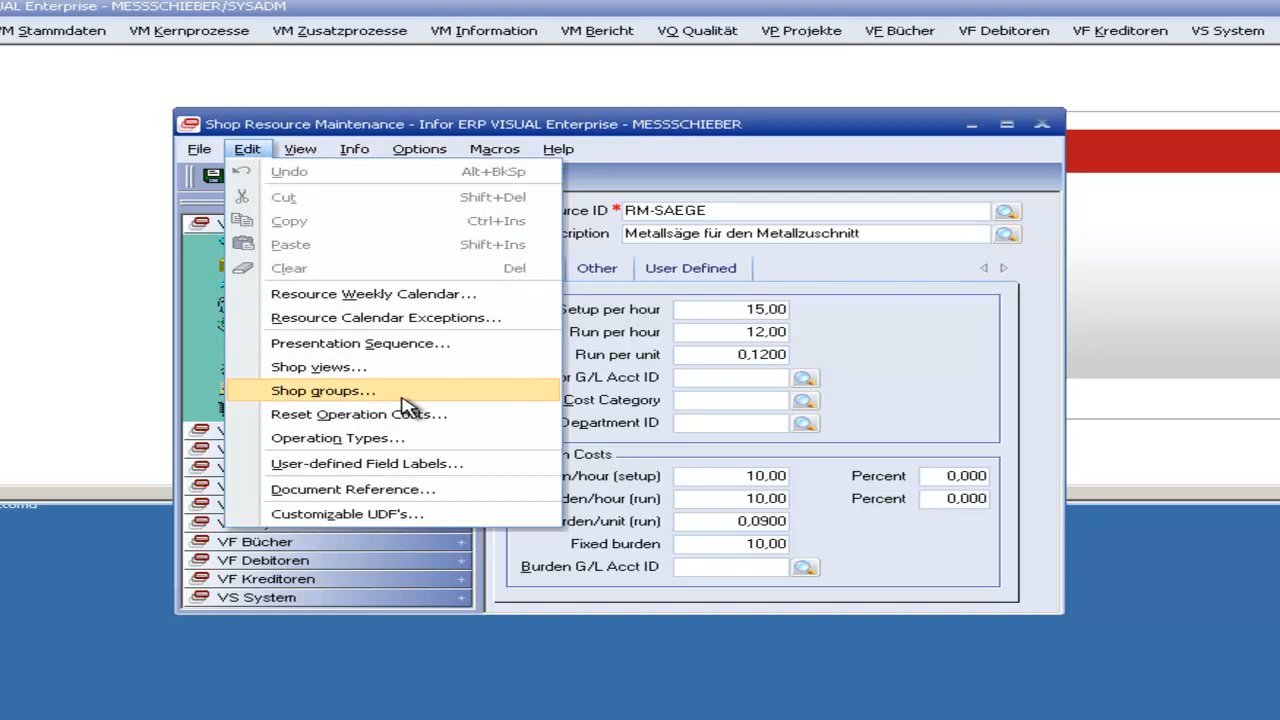 UAL Enterprise - MESSSCHIEBER/SYSADM
VM Stammdaten VM Kernprozesse VM Zusatzprozesse VM Information VM Bericht VQ Qualität VP Projekte VF Bücher VF Debitoren VF Kreditoren VS System
Shop Resource Maintenance - Infor ERP VISUAL Enterprise - MESSSCHIEBER
File Edit View Info Options Macros Help
Undo Alt+BkSp
Cut Shift+Del
Copy Ctrl+Ins
Paste Shift+Ins
Clear Del
Resource Weekly Calendar...
Resource Calendar Exceptions...
Presentation Sequence...
Shop views...
Shop groups...
Reset Operation Costs...
Operation Types...
User-defined Field Labels...
Document Reference...
Customizable UDF's...
VF Bücher
VF Debitoren
VF Kreditoren
VS System
urce ID * RM-SAEGE
cription Metallsäge für den Metallzuschnitt
Other User Defined
Setup per hour 15,00
Run per hour 12,00
Run per unit 0,1200
or G/L Acct ID
Cost Category
Department ID
n Costs
en/hour (setup) 10,00 Percent 0,000
den/hour (run) 10,00 Percent 0,000
rden/unit (run) 0,0900
Fixed burden 10,00
Burden G/L Acct ID